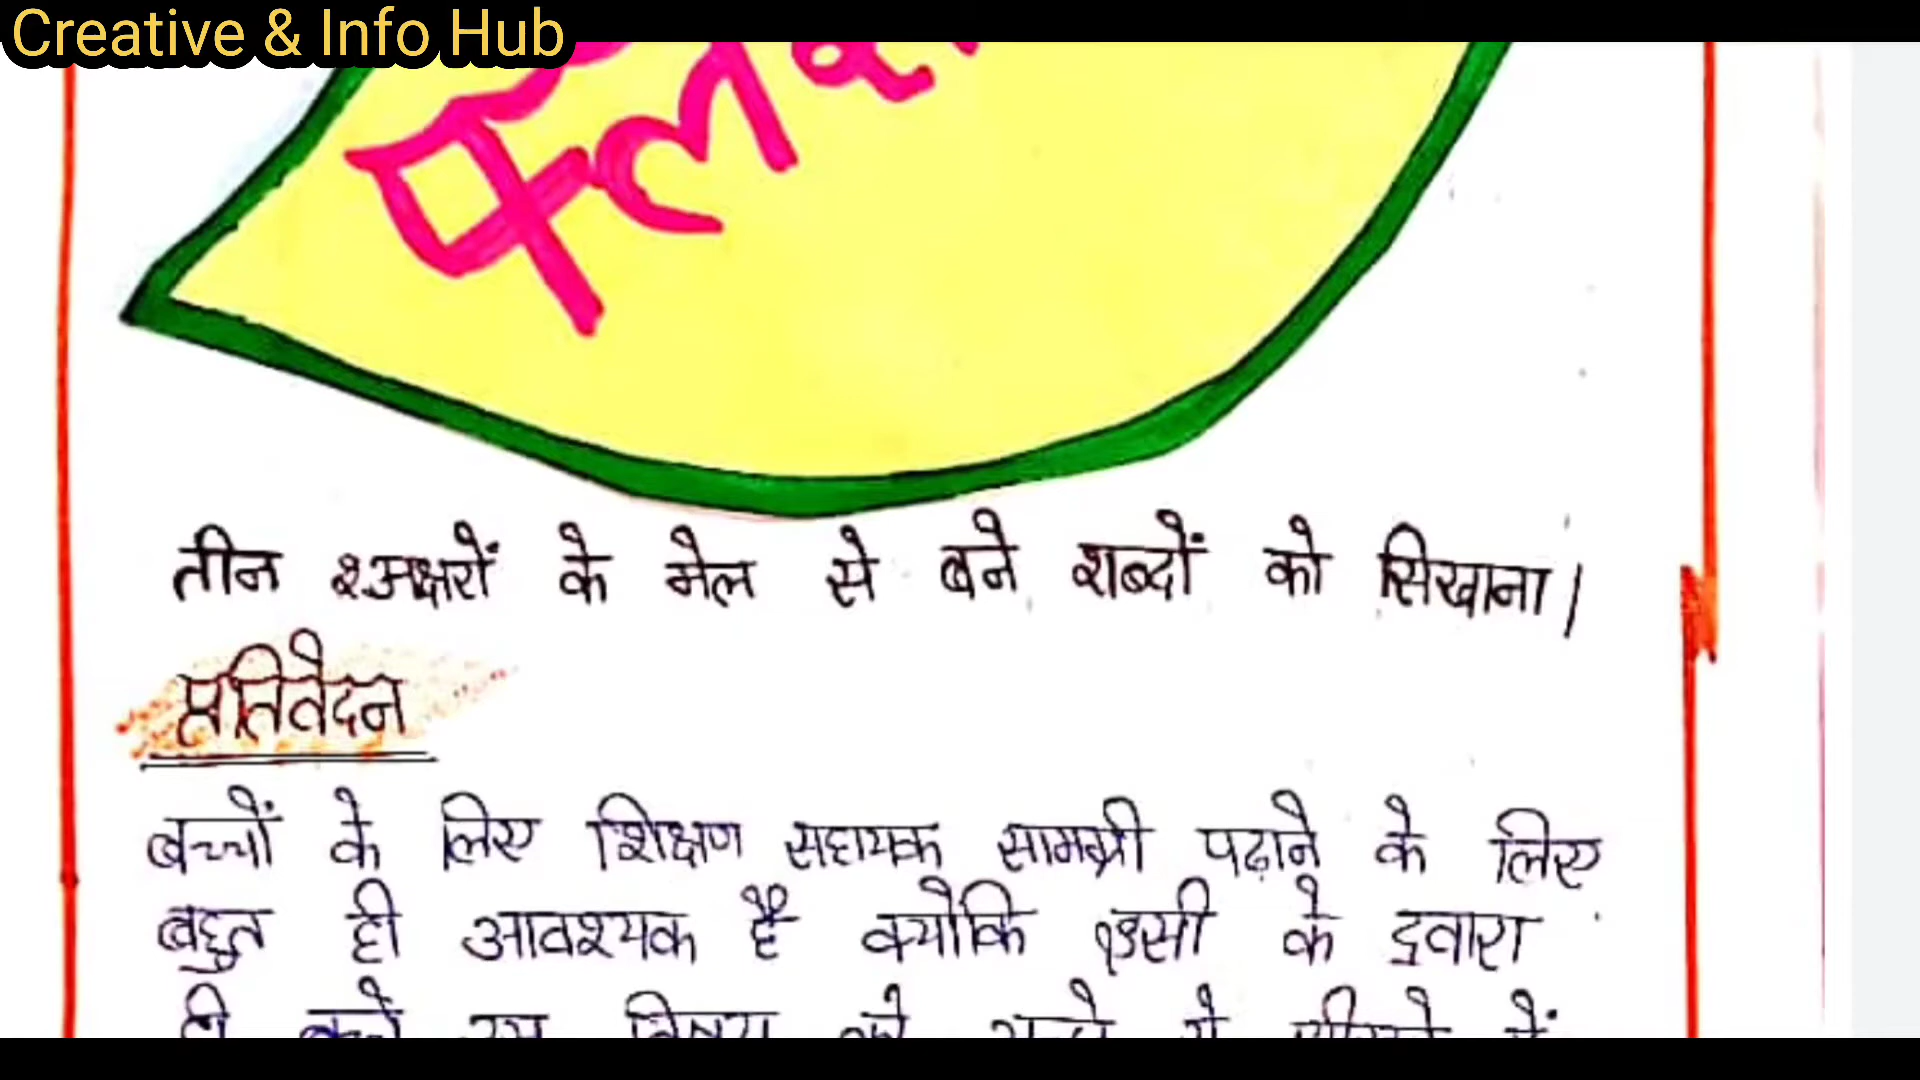 Creative & Info Hub
तीन अक्षरों के मेल से बने शब्दों को सिखाना।
प्रतिवेदन
बच्चों के लिए शिक्षण सहायक सामग्री पढ़ाने के लिए
बहुत ही आवश्यक है क्योकि इसी के द्वारा